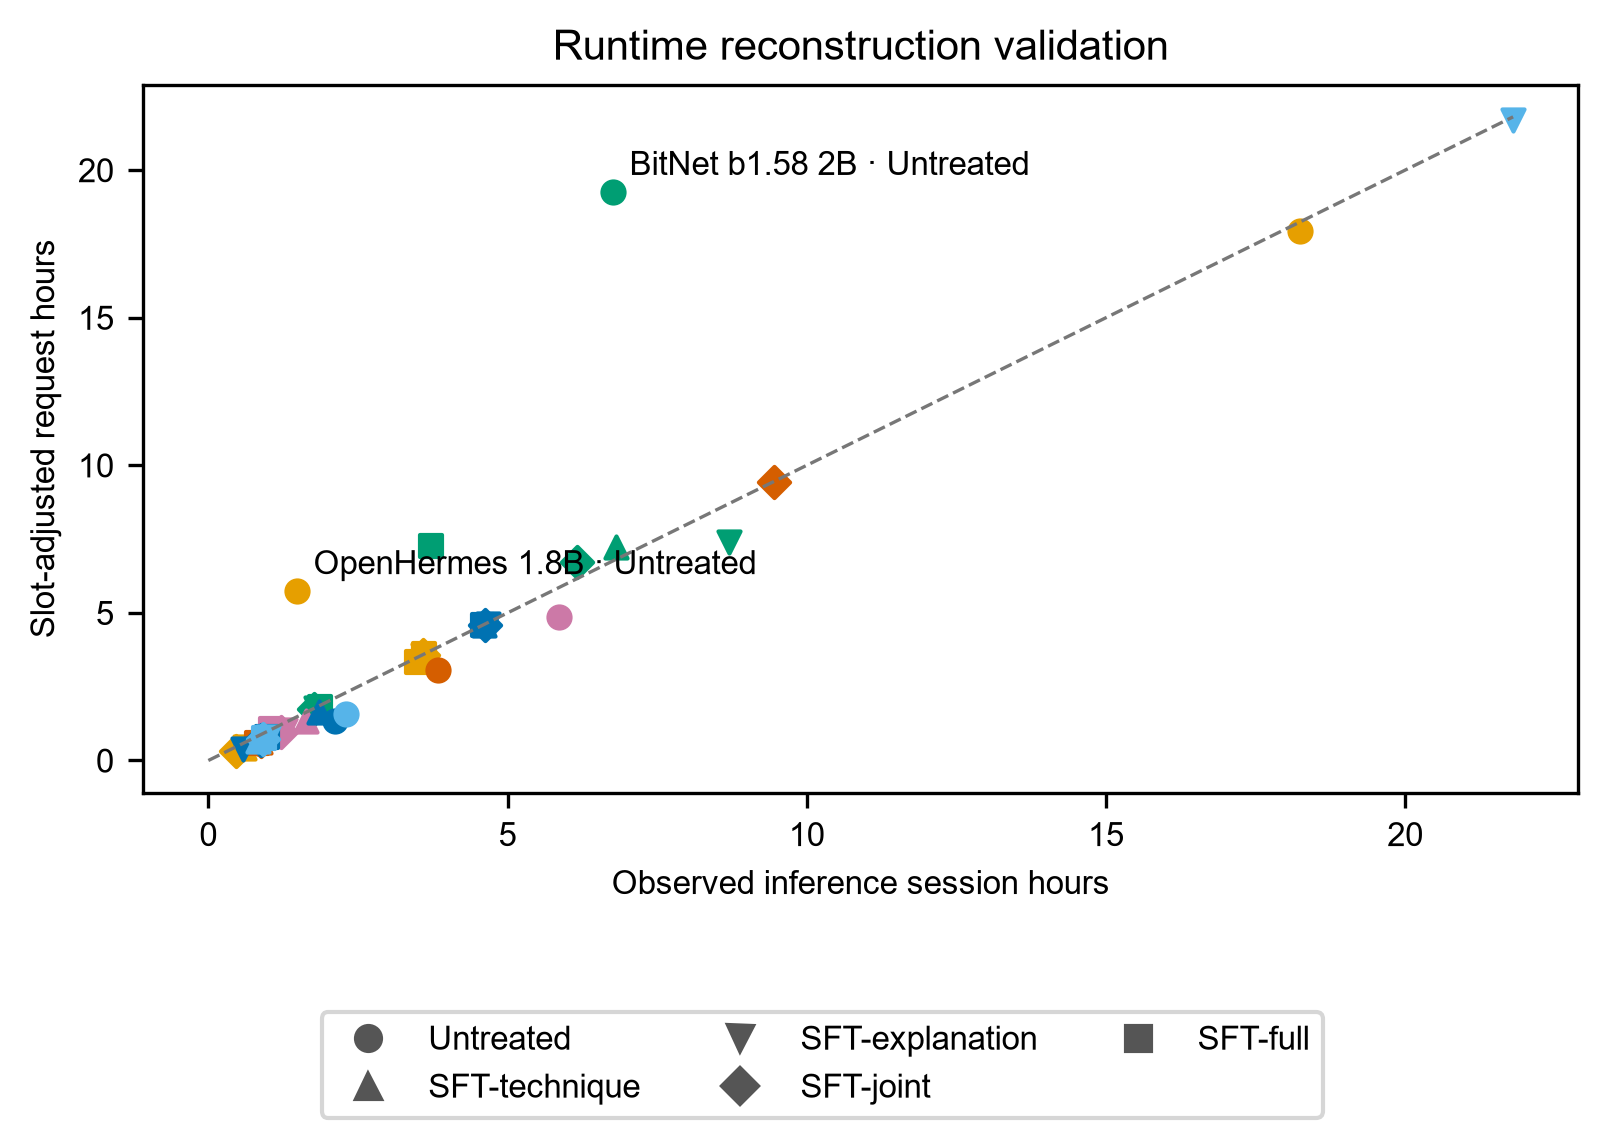 Runtime reconstruction validation
BitNet b1.58 2B · Untreated
OpenHermes 1.8B · Untreated
Slot-adjusted request hours
20
15
10
5
0
0 5 10 15 20
Observed inference session hours
Untreated SFT-explanation SFT-full
SFT-technique SFT-joint